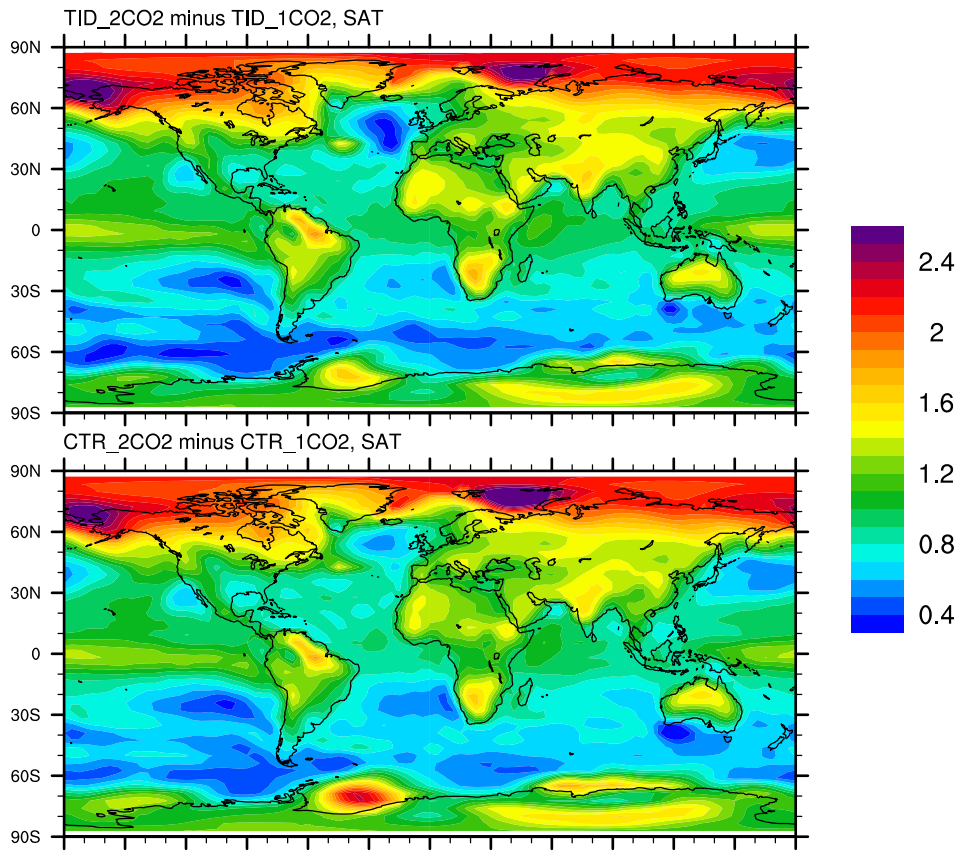 TID_2CO2 minus TID_1CO2, SAT
90N
60N
30N
0
30S
60S
90S
CTR_2CO2 minus CTR_1CO2, SAT
90N
60N
30N
0
30S
60S
90S
2.4
2
1.6
1.2
0.8
0.4